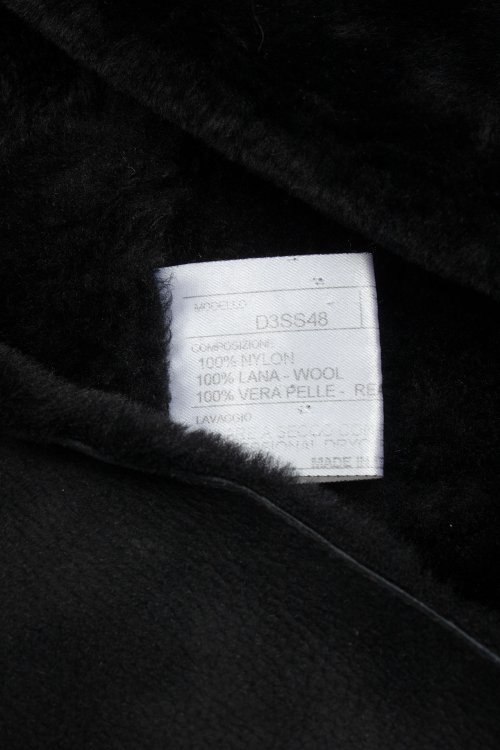 MODELLO
D3SS48
COMPOSIZIONE
100% NYLON
100% LANA - WOOL
100% VERA PELLE - RE
LAVAGGIO
MADE IN